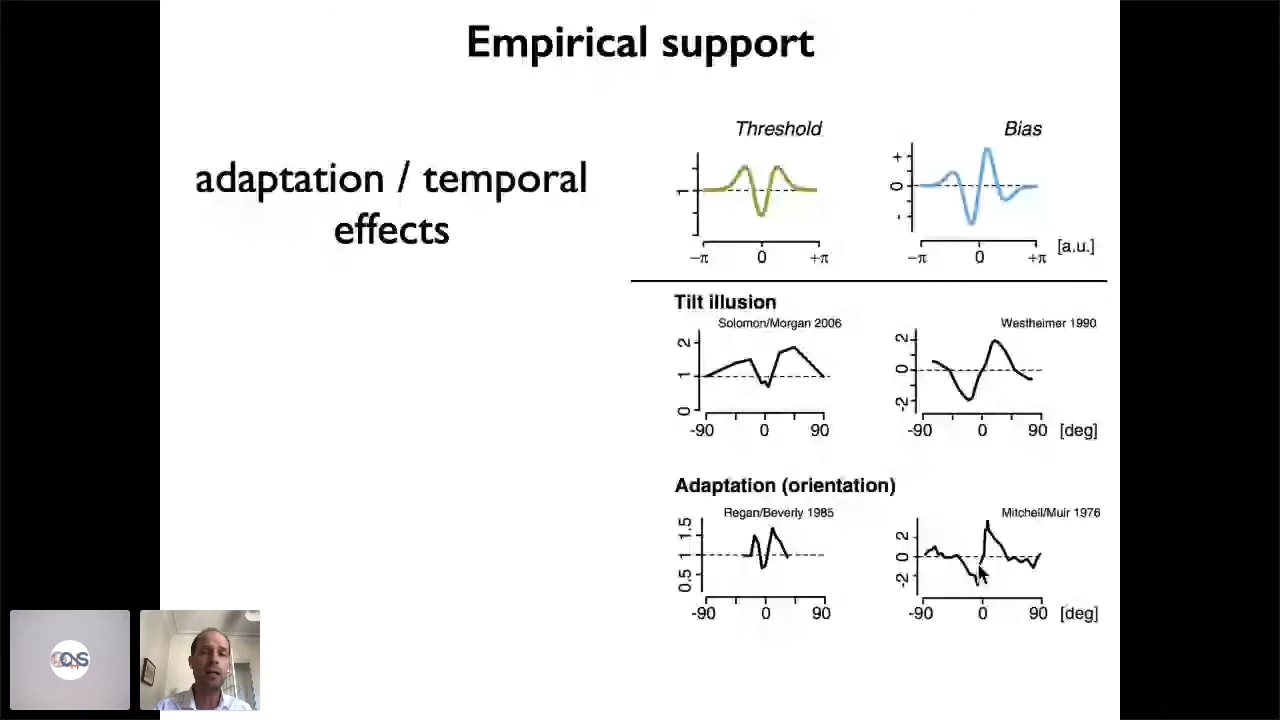 Empirical support
adaptation / temporal
effects
Threshold
Bias
1
−π 0 +π
+
0
-
−π 0 +π [a.u.]
Tilt illusion
Solomon/Morgan 2006
2
1
0
-90 0 90
Westheimer 1990
2
0
-2
-90 0 90 [deg]
Adaptation (orientation)
Regan/Beverly 1985
1.5
1
0.5
-90 0 90
Mitchell/Muir 1976
2
0
-2
-90 0 90 [deg]